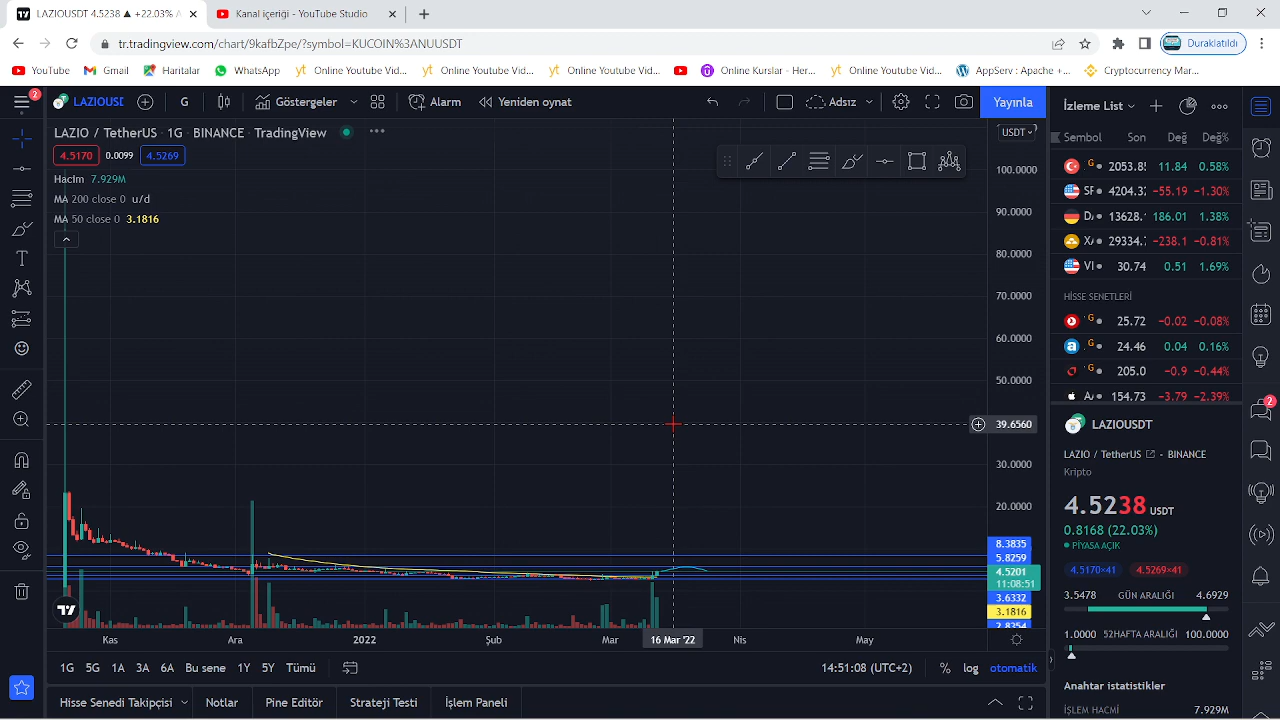 LAZIOUSDT 4.5238 ▲ +22.03%
Kanal içeriği - YouTube Studio
tr.tradingview.com/chart/9kafbZpe/?symbol=KUCOIN%3ANUUSDT
Duraklatıldı
YouTube
Gmail
Haritalar
WhatsApp
yt Online Youtube Vid...
yt Online Youtube Vid...
yt Online Youtube Vid...
Online Kurslar - Her...
yt Online Youtube Vid...
AppServ : Apache +...
Cryptocurrency Mar...
2
LAZIOUSD
G
Göstergeler
Alarm
Yeniden oynat
Adsız
Yayınla
İzleme List
LAZIO / TetherUS · 1G · BINANCE · TradingView
USDT
4.5170 0.0099 4.5269
Hacim 7.929M
MA 200 close 0 u/d
MA 50 close 0 3.1816
100.0000
90.0000
80.0000
70.0000
60.0000
50.0000
39.6560
30.0000
20.0000
8.3835
5.8259
4.5201
11:08:51
3.6332
3.1816
2.8354
Kas
Ara
2022
Şub
Mar
16 Mar '22
Nis
May
1G 5G 1A 3A 6A Bu sene 1Y 5Y Tümü
14:51:08 (UTC+2)
% log otomatik
Hisse Senedi Takipçisi
Notlar
Pine Editör
Strateji Testi
İşlem Paneli
Sembol Son Değ Değ%
G 2053.8 11.84 0.58%
4204.3 −55.19 −1.30%
13628. 186.01 1.38%
29334. −238.1 −0.81%
VI 30.74 0.51 1.69%
HİSSE SENETLERİ
G 25.72 −0.02 −0.08%
G 24.46 0.04 0.16%
G 205.0 −0.9 −0.44%
154.73 −3.79 −2.39%
2
LAZIOUSDT
LAZIO / TetherUS · BINANCE
Kripto
4.5238 USDT
0.8168 (22.03%)
PİYASA AÇIK
4.5170×41 4.5269×41
3.5478 GÜN ARALIĞI 4.6929
1.0000 52HAFTA ARALIĞI 100.0000
Anahtar istatistikler
İŞLEM HACMİ 7.929M